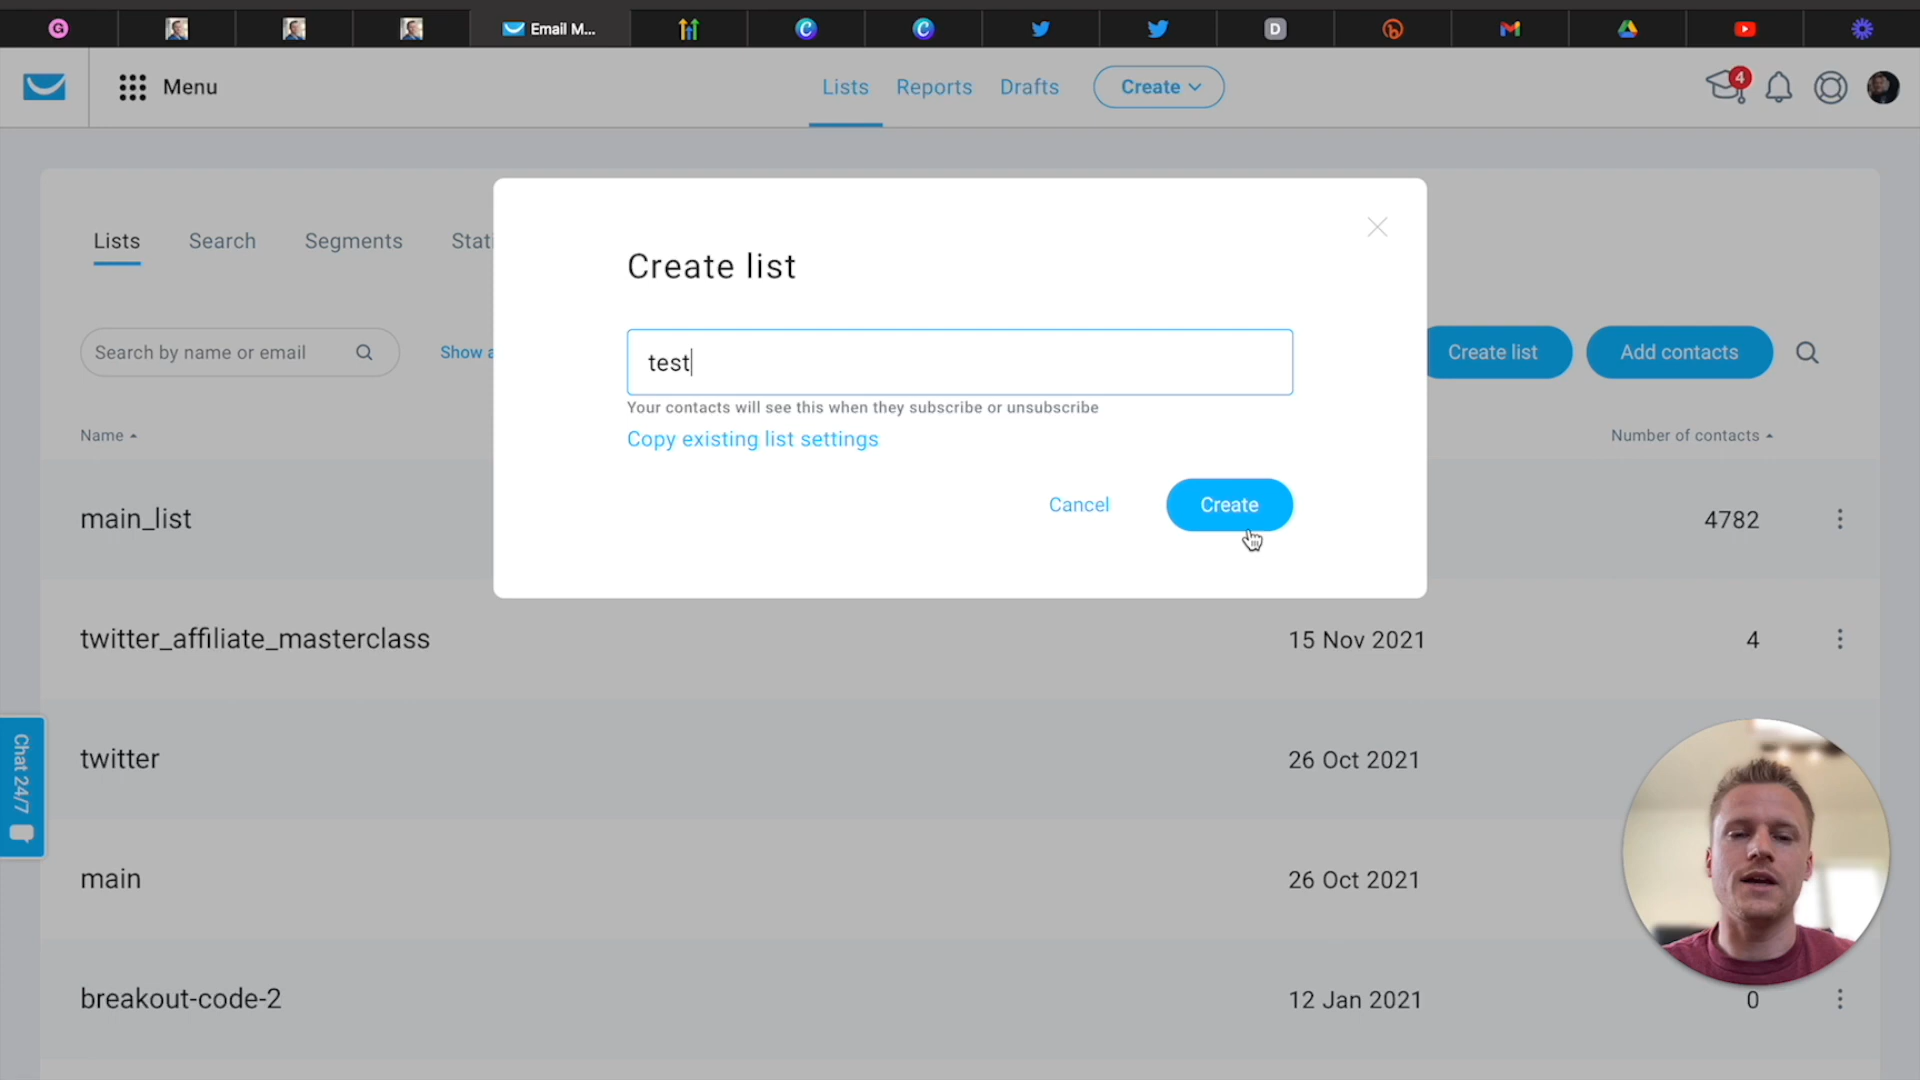 G
Email M...
D
4
Menu
Lists
Reports
Drafts
Create
Lists
Search
Segments
Stati
Create list
test
Your contacts will see this when they subscribe or unsubscribe
Copy existing list settings
Cancel
Create
Search by name or email
Show a
Create list
Add contacts
Name
Number of contacts
main_list
4782
twitter_affiliate_masterclass
15 Nov 2021
4
twitter
26 Oct 2021
main
26 Oct 2021
breakout-code-2
12 Jan 2021
0
Chat 24/7